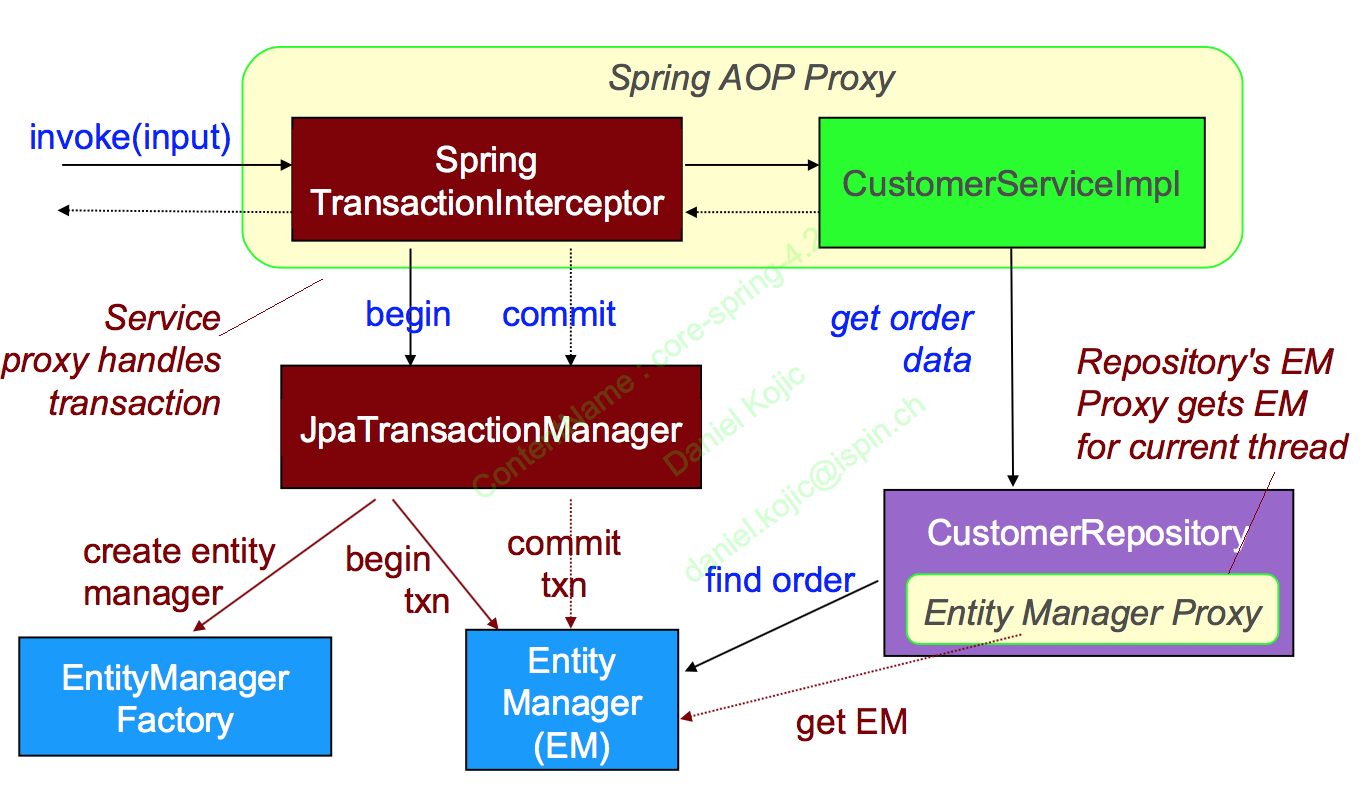 Spring AOP Proxy
invoke(input)
Spring
TransactionInterceptor
CustomerServiceImpl
Service
proxy handles
transaction
begin
commit
get order
data
Repository's EM
Proxy gets EM
for current thread
JpaTransactionManager
ContentName : core-spring-4.2
Daniel Kojic
daniel.kojic@ispin.ch
create entity
manager
begin
txn
commit
txn
find order
CustomerRepository
Entity Manager Proxy
EntityManager
Factory
Entity
Manager
(EM)
get EM